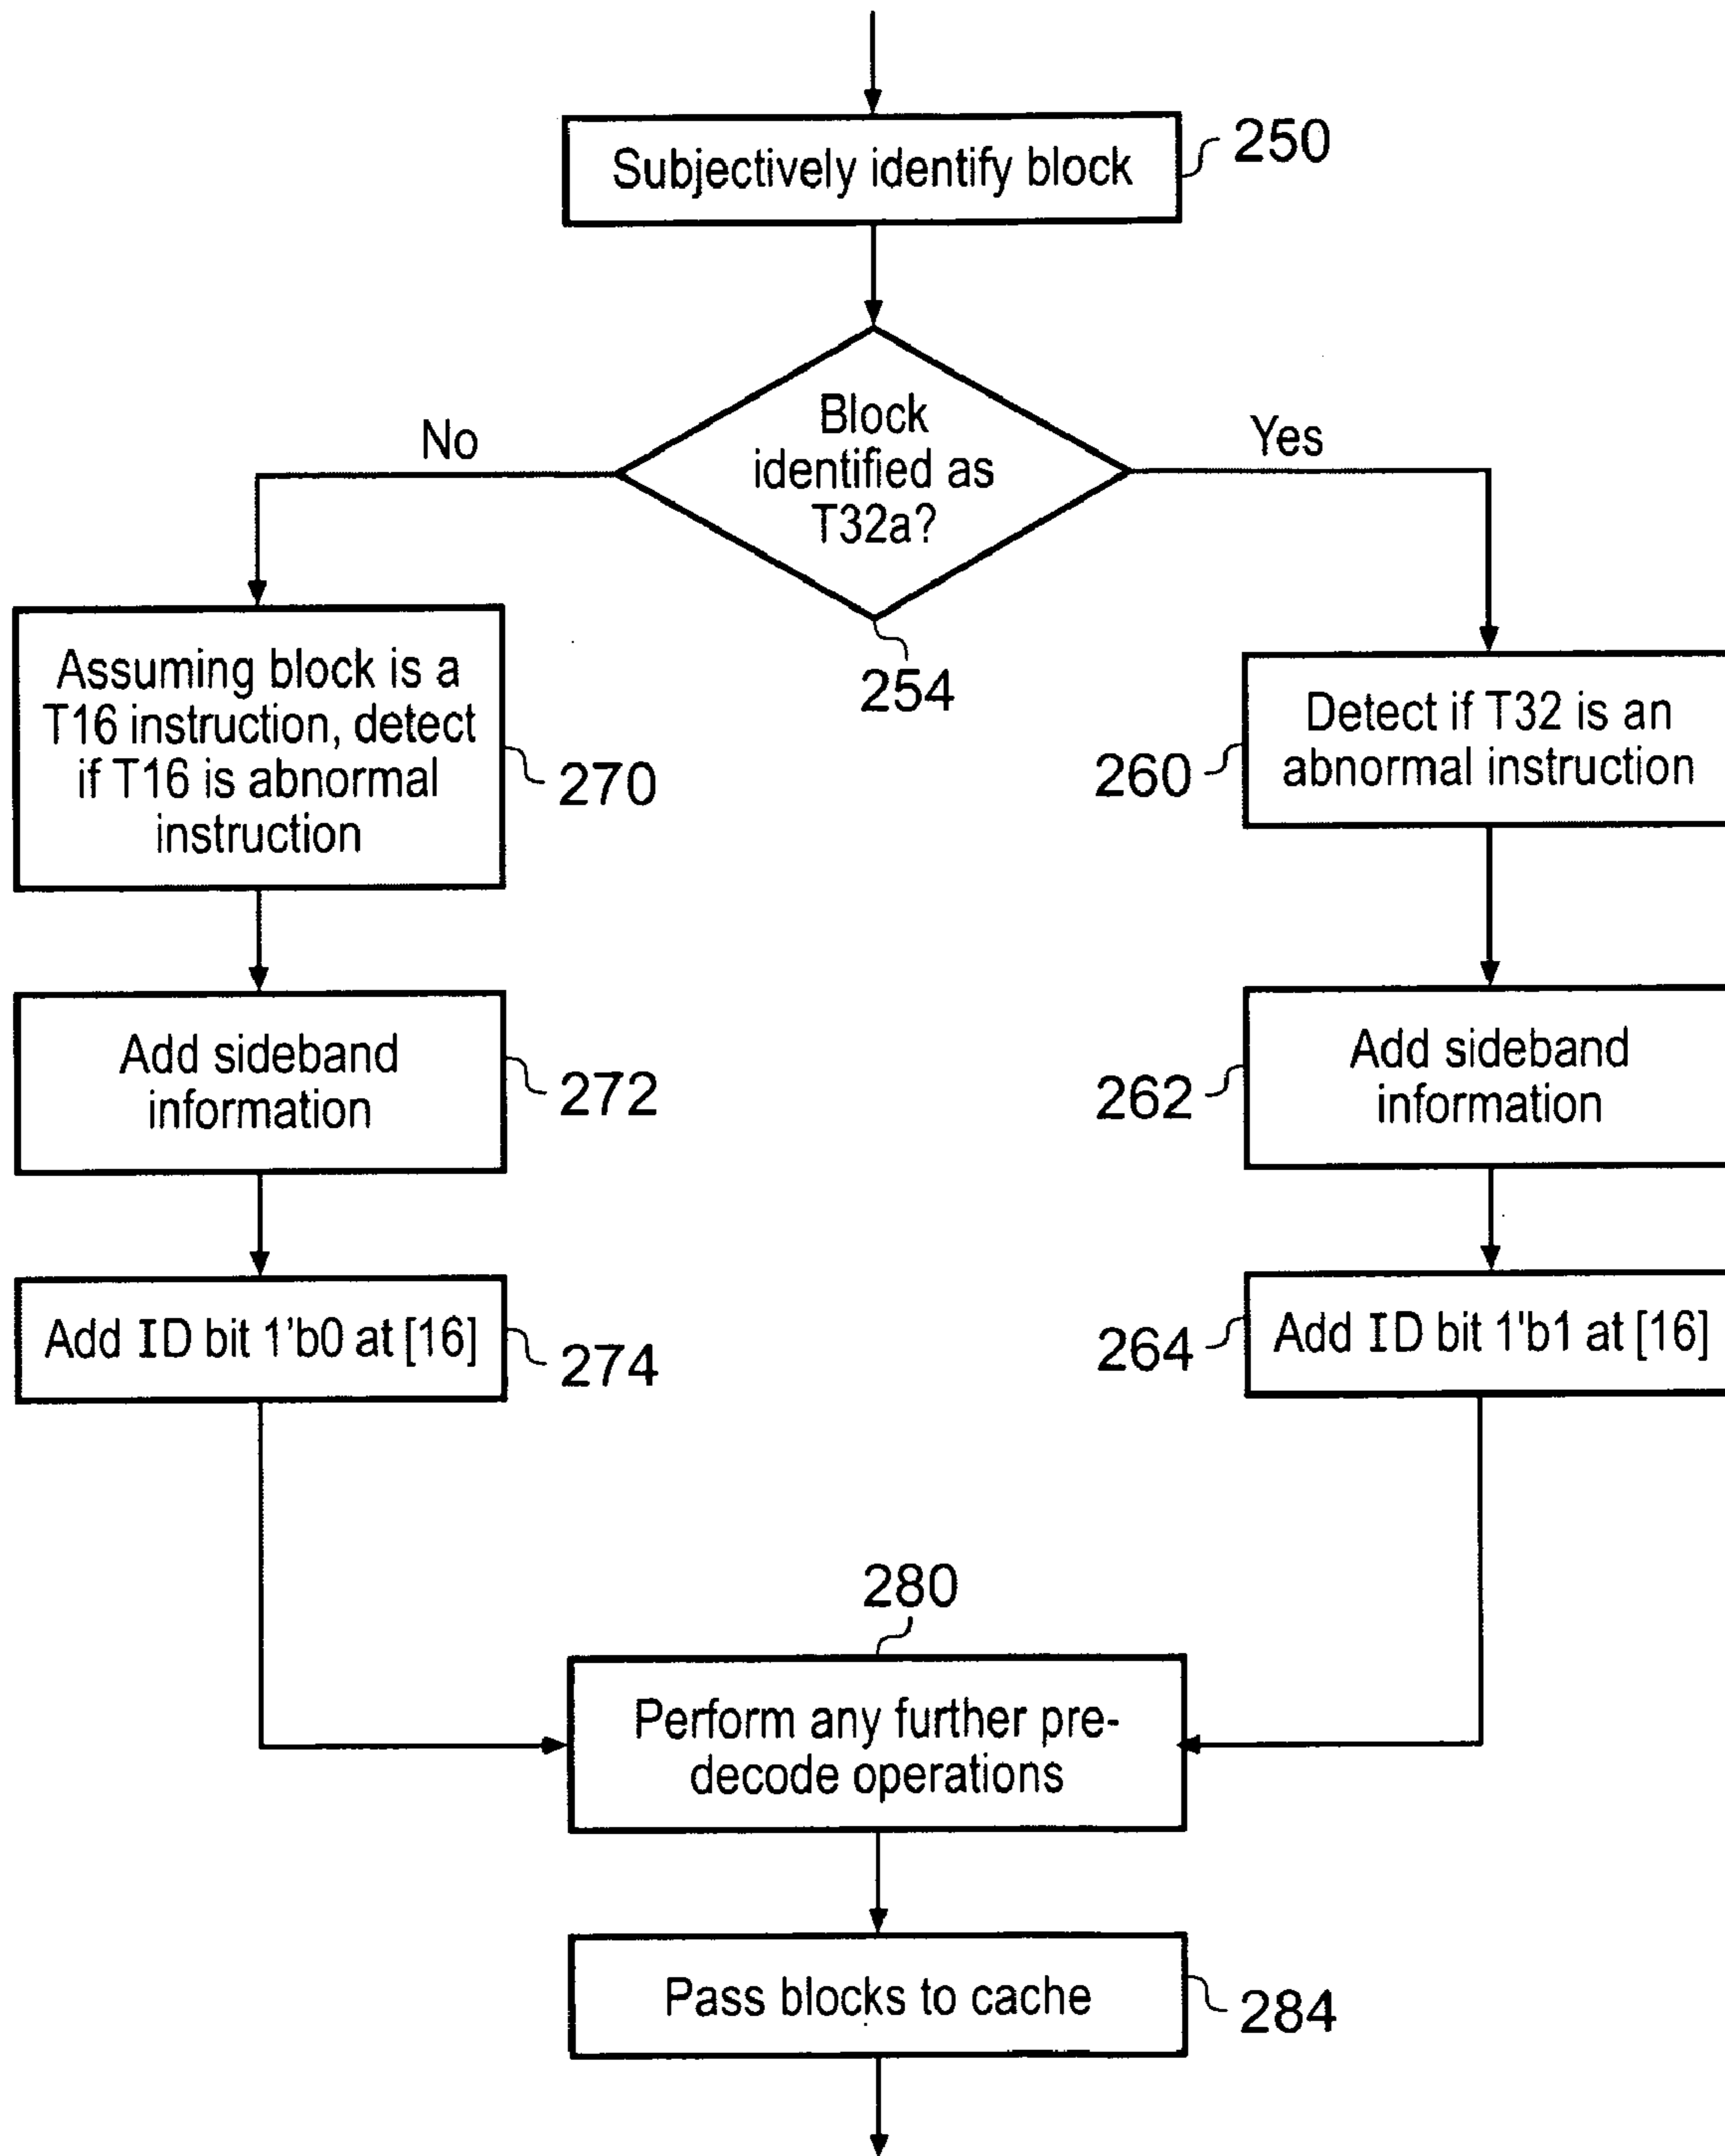 Subjectively identify block
250
Block
identified as
T32a?
No
Yes
254
Assuming block is a
T16 instruction, detect
if T16 is abnormal
instruction
270
Detect if T32 is an
abnormal instruction
260
Add sideband
information
272
Add sideband
information
262
Add ID bit 1'b0 at [16]
274
Add ID bit 1'b1 at [16]
264
280
Perform any further pre-
decode operations
Pass blocks to cache
284